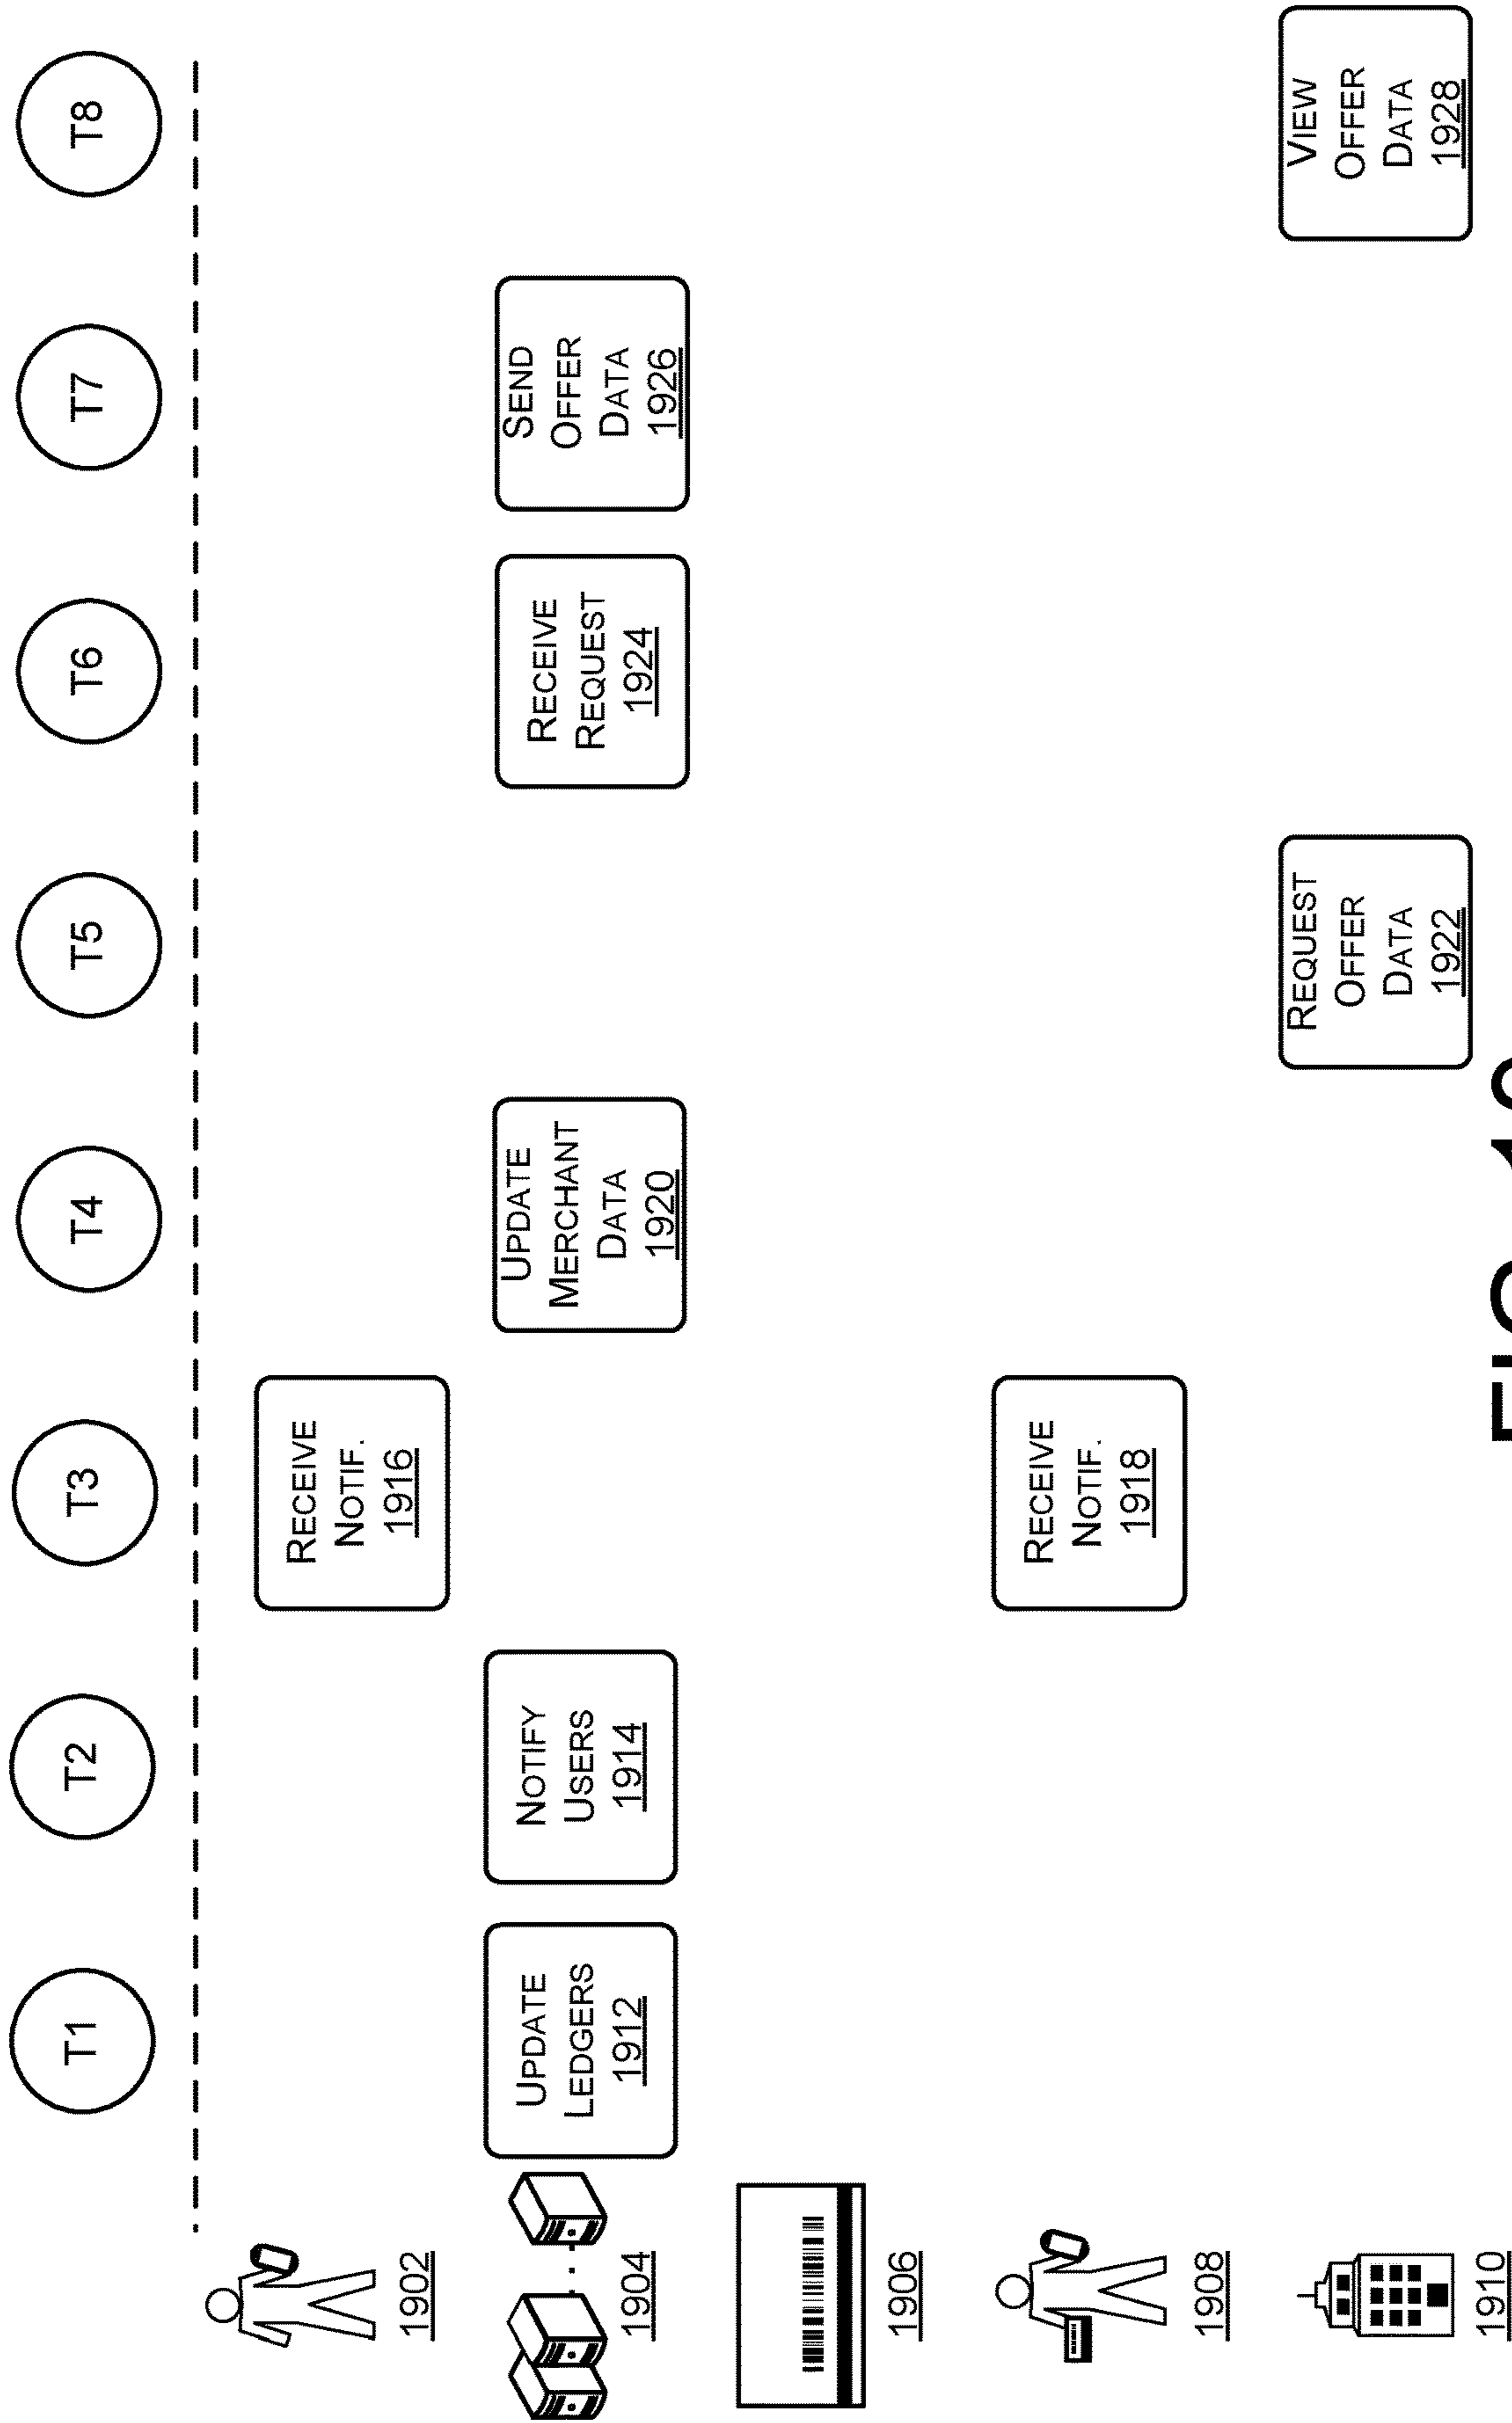 T1
T2
T3
T4
T5
T6
T7
T8
1902
RECEIVE
NOTIF.
1916
1904
UPDATE
LEDGERS
1912
NOTIFY
USERS
1914
UPDATE
MERCHANT
DATA
1920
RECEIVE
REQUEST
1924
SEND
OFFER
DATA
1926
1906
1908
RECEIVE
NOTIF.
1918
1910
REQUEST
OFFER
DATA
1922
VIEW
OFFER
DATA
1928